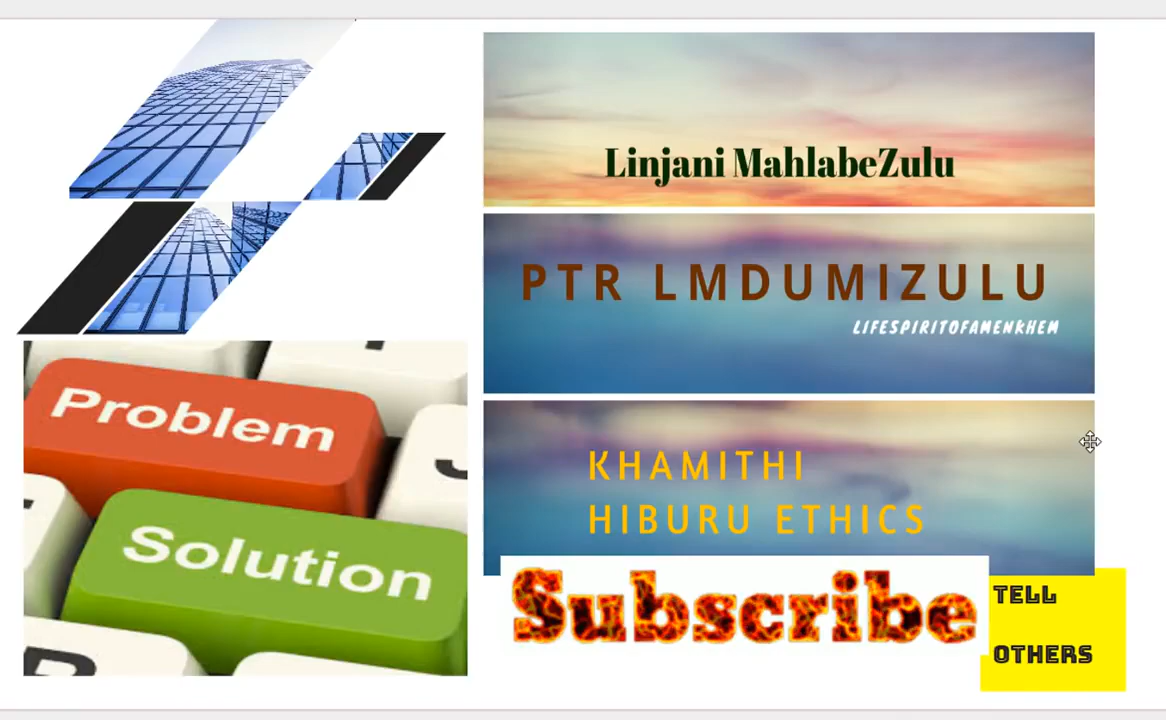 Linjani MahlabeZulu
PTR LMDUMIZULU
LIFESPIRITOFAMENKHEM
Problem
Solution
KHAMITHI
HIBURU ETHICS
Subscribe
TELL
OTHERS